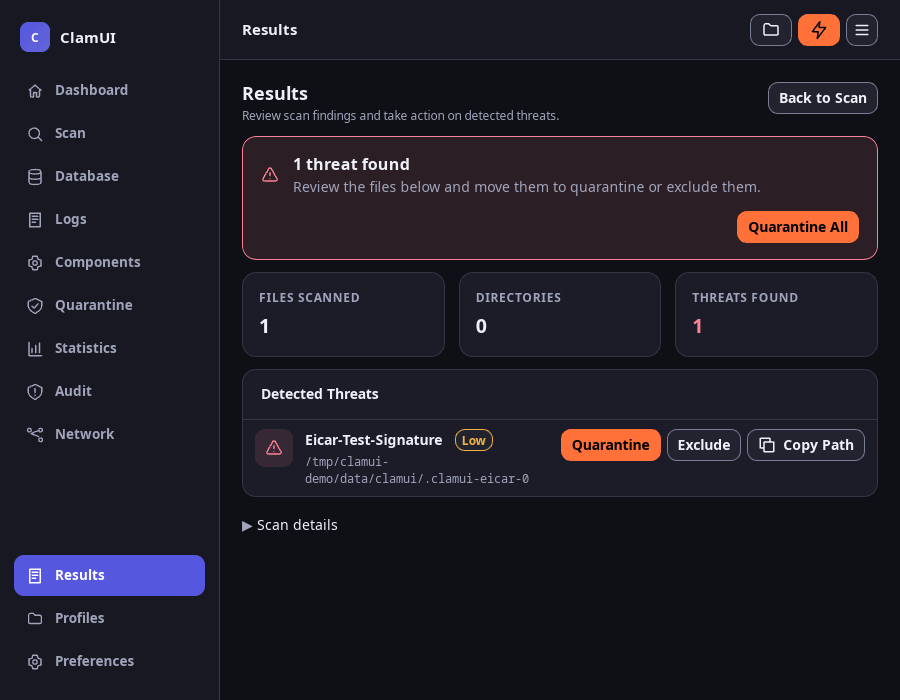 C
ClamUI
Dashboard
Scan
Database
Logs
Components
Quarantine
Statistics
Audit
Network
Results
Profiles
Preferences
Results
Results
Review scan findings and take action on detected threats.
Back to Scan
1 threat found
Review the files below and move them to quarantine or exclude them.
Quarantine All
FILES SCANNED
1
DIRECTORIES
0
THREATS FOUND
1
Detected Threats
Eicar-Test-Signature Low
/tmp/clamui-
demo/data/clamui/.clamui-eicar-0
Quarantine
Exclude
Copy Path
▶ Scan details